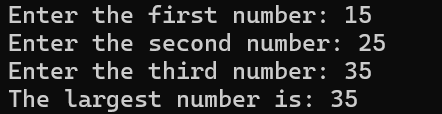 Enter the first number: 15
Enter the second number: 25
Enter the third number: 35
The largest number is: 35